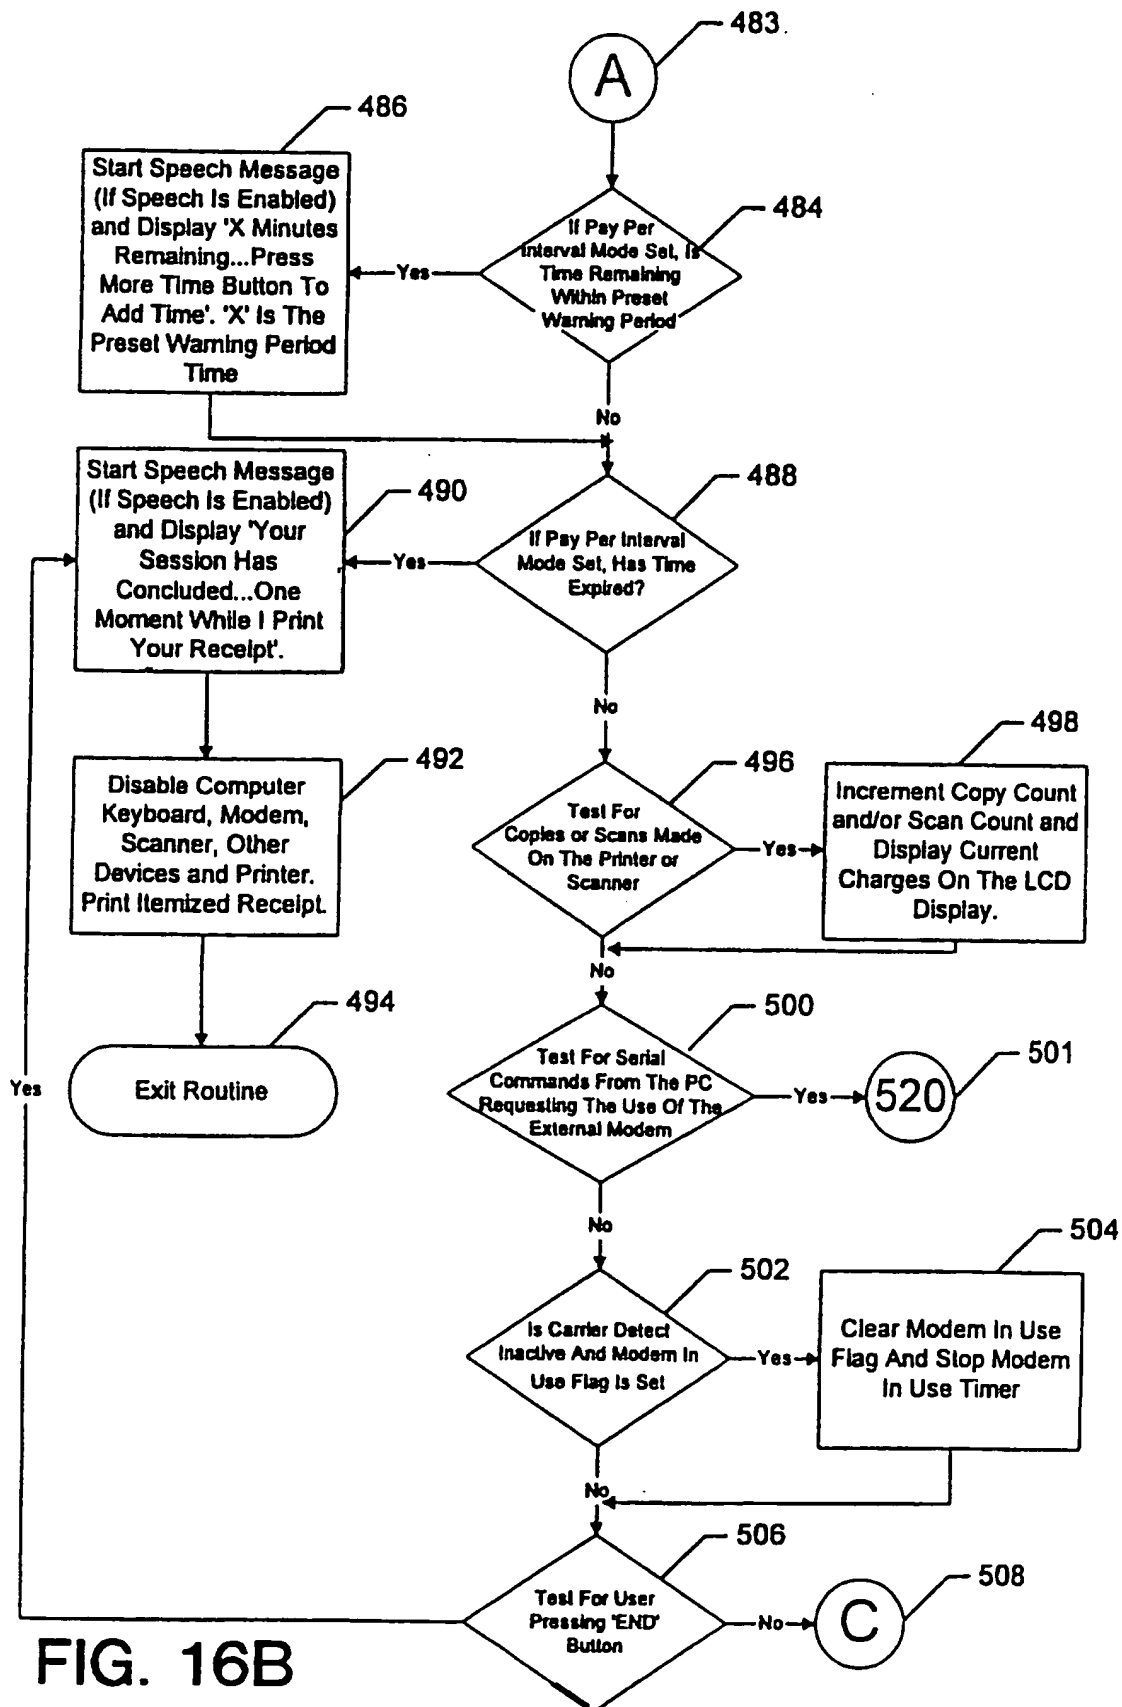 483.
A
486
Start Speech Message
(If Speech Is Enabled)
and Display 'X Minutes
Remaining...Press
More Time Button To
Add Time'. 'X' Is The
Preset Warning Period
Time
484
If Pay Per
Interval Mode Set, Is
Time Remaining
Within Preset
Warning Period
Yes
No
490
Start Speech Message
(If Speech Is Enabled)
and Display 'Your
Session Has
Concluded...One
Moment While I Print
Your Receipt'.
488
If Pay Per Interval
Mode Set, Has Time
Expired?
Yes
No
492
Disable Computer
Keyboard, Modem,
Scanner, Other
Devices and Printer.
Print Itemized Receipt.
496
Test For
Copies or Scans Made
On The Printer or
Scanner
Yes
498
Increment Copy Count
and/or Scan Count and
Display Current
Charges On The LCD
Display.
No
494
Exit Routine
500
Test For Serial
Commands From The PC
Requesting The Use Of The
External Modem
Yes
501
520
Yes
No
502
Is Carrier Detect
Inactive And Modem In
Use Flag Is Set
Yes
504
Clear Modem In Use
Flag And Stop Modem
In Use Timer
No
506
Test For User
Pressing 'END'
Button
No
508
C
FIG. 16B